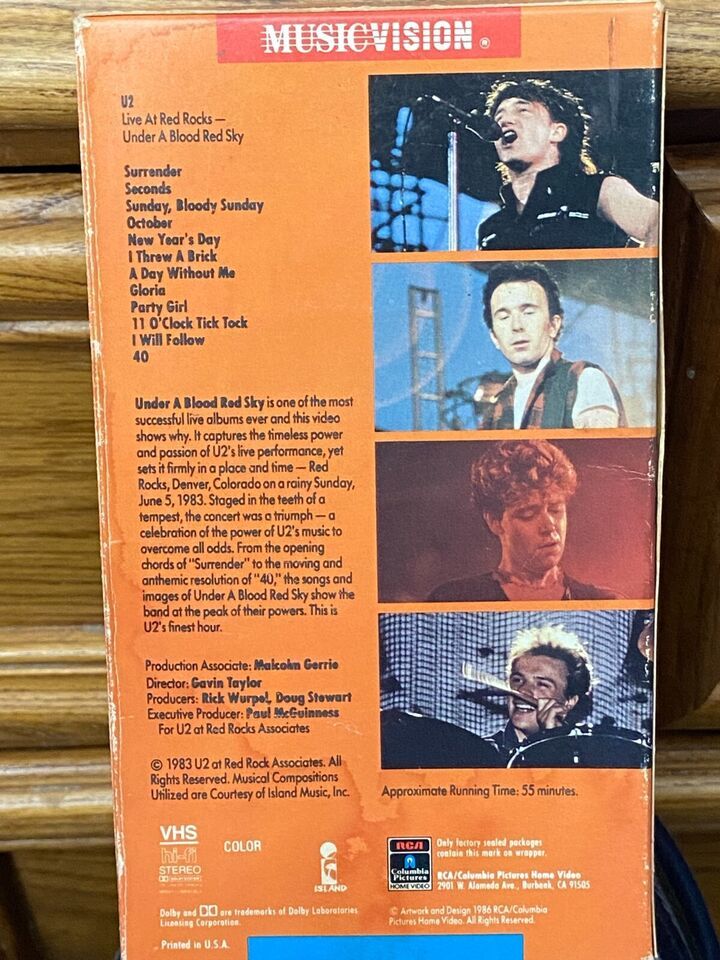 MUSICVISION ®
U2
Live At Red Rocks —
Under A Blood Red Sky
Surrender
Seconds
Sunday, Bloody Sunday
October
New Year's Day
I Threw A Brick
A Day Without Me
Gloria
Party Girl
11 O'Clock Tick Tock
I Will Follow
40
Under A Blood Red Sky is one of the most
successful live albums ever and this video
shows why. It captures the timeless power
and passion of U2's live performance, yet
sets it firmly in a place and time — Red
Rocks, Denver, Colorado on a rainy Sunday,
June 5, 1983. Staged in the teeth of a
tempest, the concert was a triumph — a
celebration of the power of U2's music to
overcome all odds. From the opening
chords of "Surrender" to the moving and
anthemic resolution of "40," the songs and
images of Under A Blood Red Sky show the
band at the peak of their powers. This is
U2's finest hour.
Production Associate: Malcolm Gerrie
Director: Gavin Taylor
Producers: Rick Wurpel, Doug Stewart
Executive Producer: Paul McGuinness
For U2 at Red Rocks Associates
© 1983 U2 at Red Rock Associates. All
Rights Reserved. Musical Compositions
Utilized are Courtesy of Island Music, Inc.
Approximate Running Time: 55 minutes.
VHS
hi-fi
STEREO
COLOR
ISLAND
RCA
Columbia
Pictures
HOME VIDEO
Only factory sealed packages
contain this mark on wrapper.
RCA/Columbia Pictures Home Video
2901 W. Alameda Ave., Burbank, CA 91505
Dolby and DD are trademarks of Dolby Laboratories
Licensing Corporation.
© Artwork and Design 1986 RCA/Columbia
Pictures Home Video. All Rights Reserved.
Printed in U.S.A.